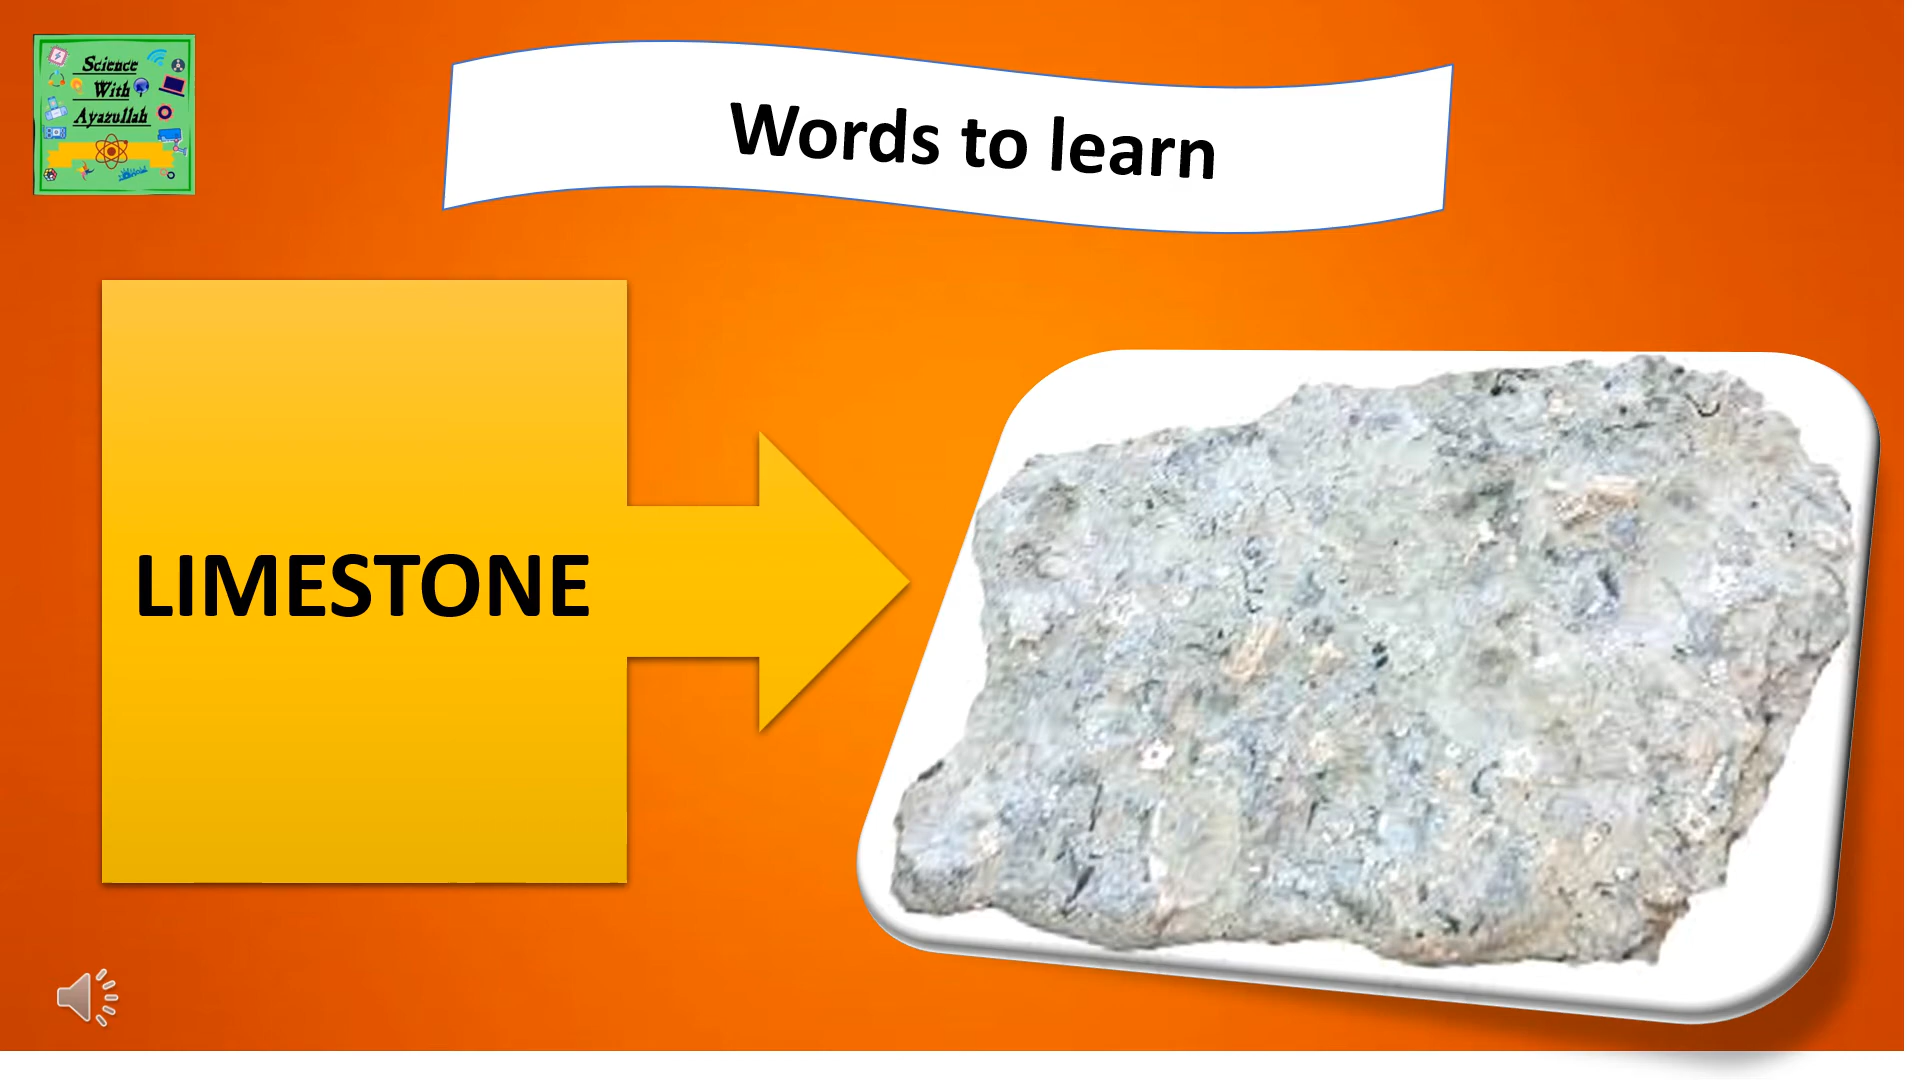 Science
With
Ayazullah
Words to learn
LIMESTONE